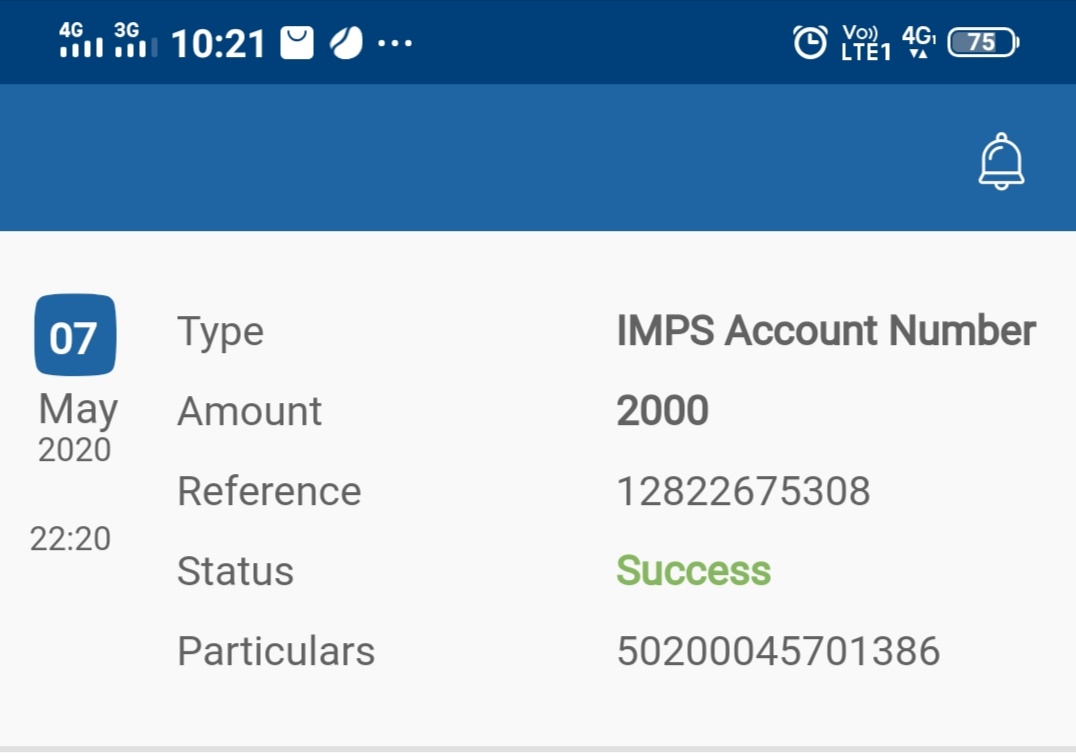 4G 3G 10:21 ... Vo)) LTE1 4G1 75
07 May 2020 22:20
Type IMPS Account Number
Amount 2000
Reference 12822675308
Status Success
Particulars 50200045701386